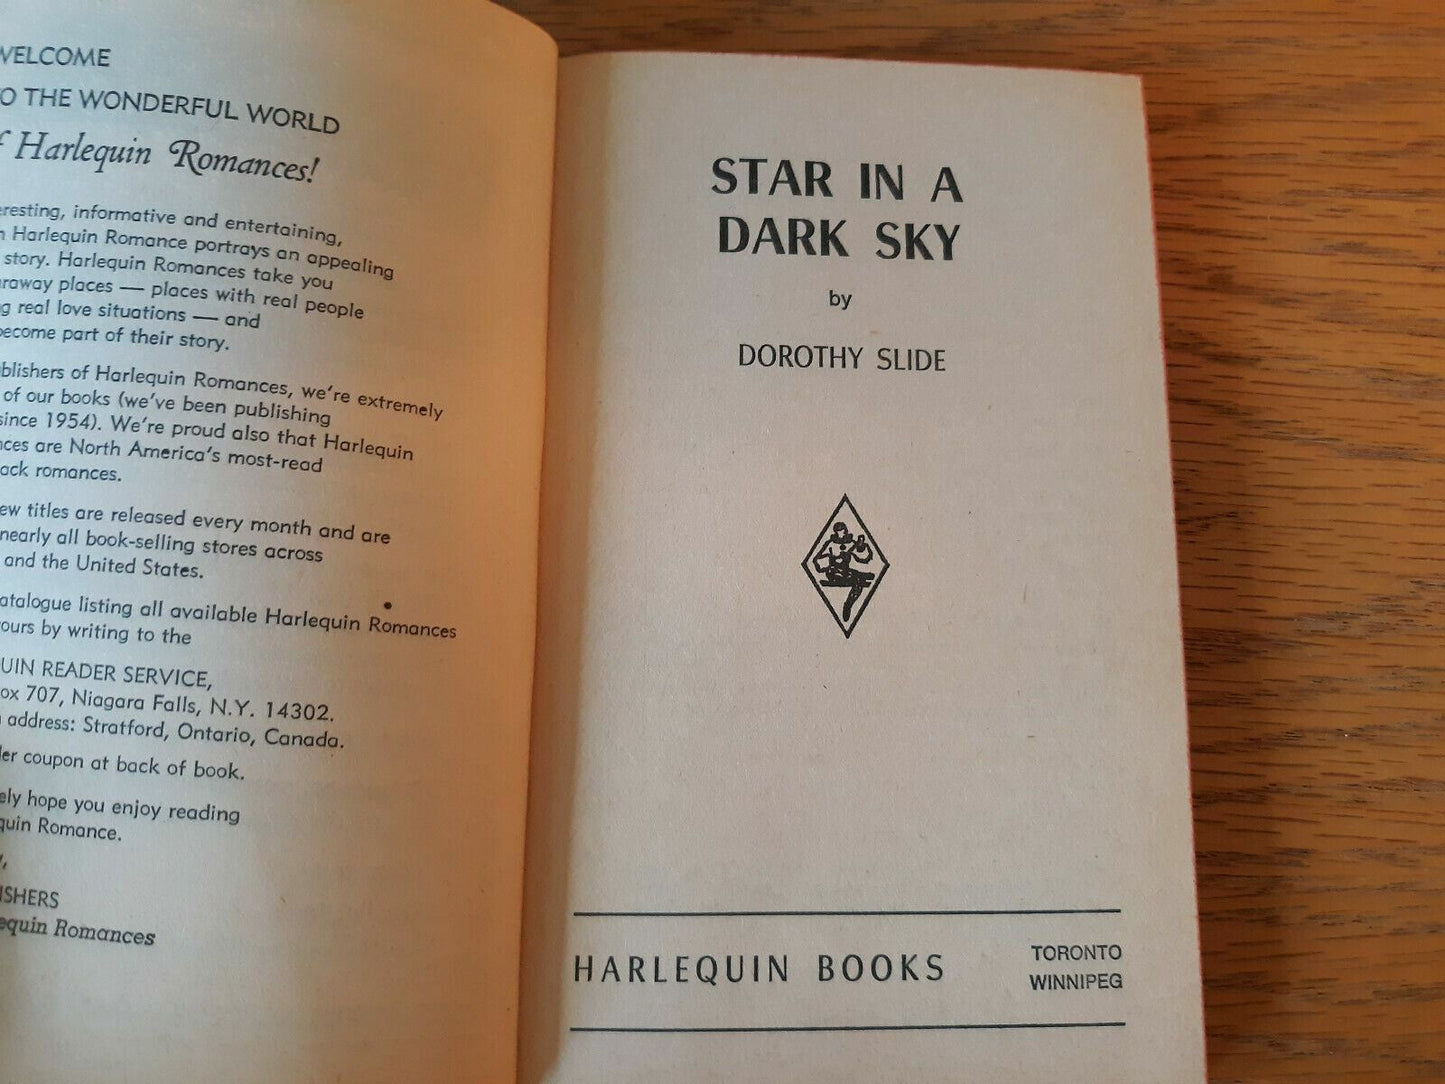 WELCOME
TO THE WONDERFUL WORLD
f Harlequin Romances!
eresting, informative and entertaining,
n Harlequin Romance portrays an appealing
story. Harlequin Romances take you
araway places — places with real people
g real love situations — and
become part of their story.
blishers of Harlequin Romances, we're extremely
of our books (we've been publishing
since 1954). We're proud also that Harlequin
nces are North America's most-read
ack romances.
ew titles are released every month and are
nearly all book-selling stores across
and the United States.
atalogue listing all available Harlequin Romances
ours by writing to the
UIN READER SERVICE,
ox 707, Niagara Falls, N.Y. 14302.
address: Stratford, Ontario, Canada.
er coupon at back of book.
ely hope you enjoy reading
quin Romance.
ISHERS
equin Romances
STAR IN A
DARK SKY
by
DOROTHY SLIDE
HARLEQUIN BOOKS
TORONTO
WINNIPEG